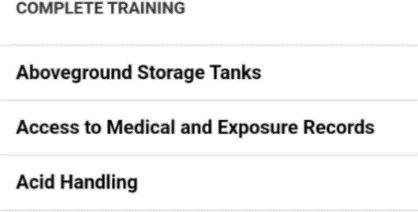 COMPLETE TRAINING
Aboveground Storage Tanks
Access to Medical and Exposure Records
Acid Handling